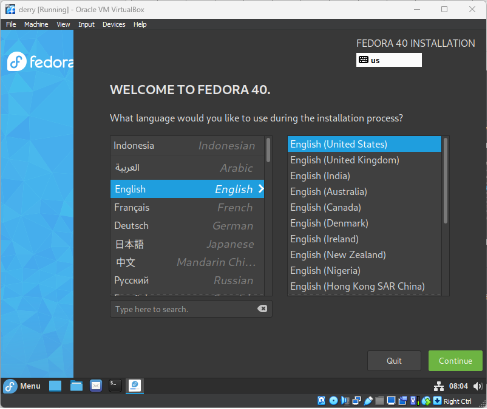 derry [Running] - Oracle VM VirtualBox
File Machine View Input Devices Help
fedora
FEDORA 40 INSTALLATION
us
WELCOME TO FEDORA 40.
What language would you like to use during the installation process?
Indonesia Indonesian
العربية Arabic
English English
Français French
Deutsch German
日本語 Japanese
中文 Mandarin Chi...
Русский Russian
English (United States)
English (United Kingdom)
English (India)
English (Australia)
English (Canada)
English (Denmark)
English (Ireland)
English (New Zealand)
English (Nigeria)
English (Hong Kong SAR China)
Type here to search.
Quit Continue
Menu 08:04
Right Ctrl